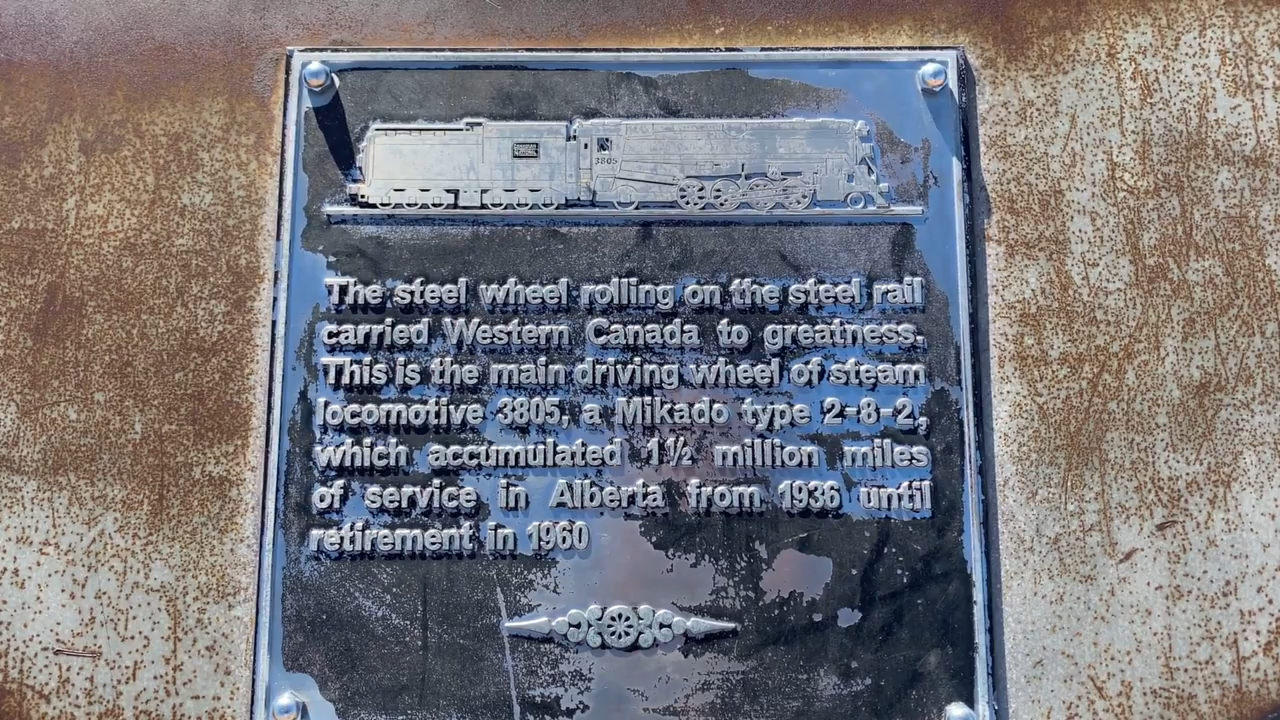 3805
The steel wheel rolling on the steel rail
carried Western Canada to greatness.
This is the main driving wheel of steam
locomotive 3805, a Mikado type 2-8-2,
which accumulated 1½ million miles
of service in Alberta from 1936 until
retirement in 1960